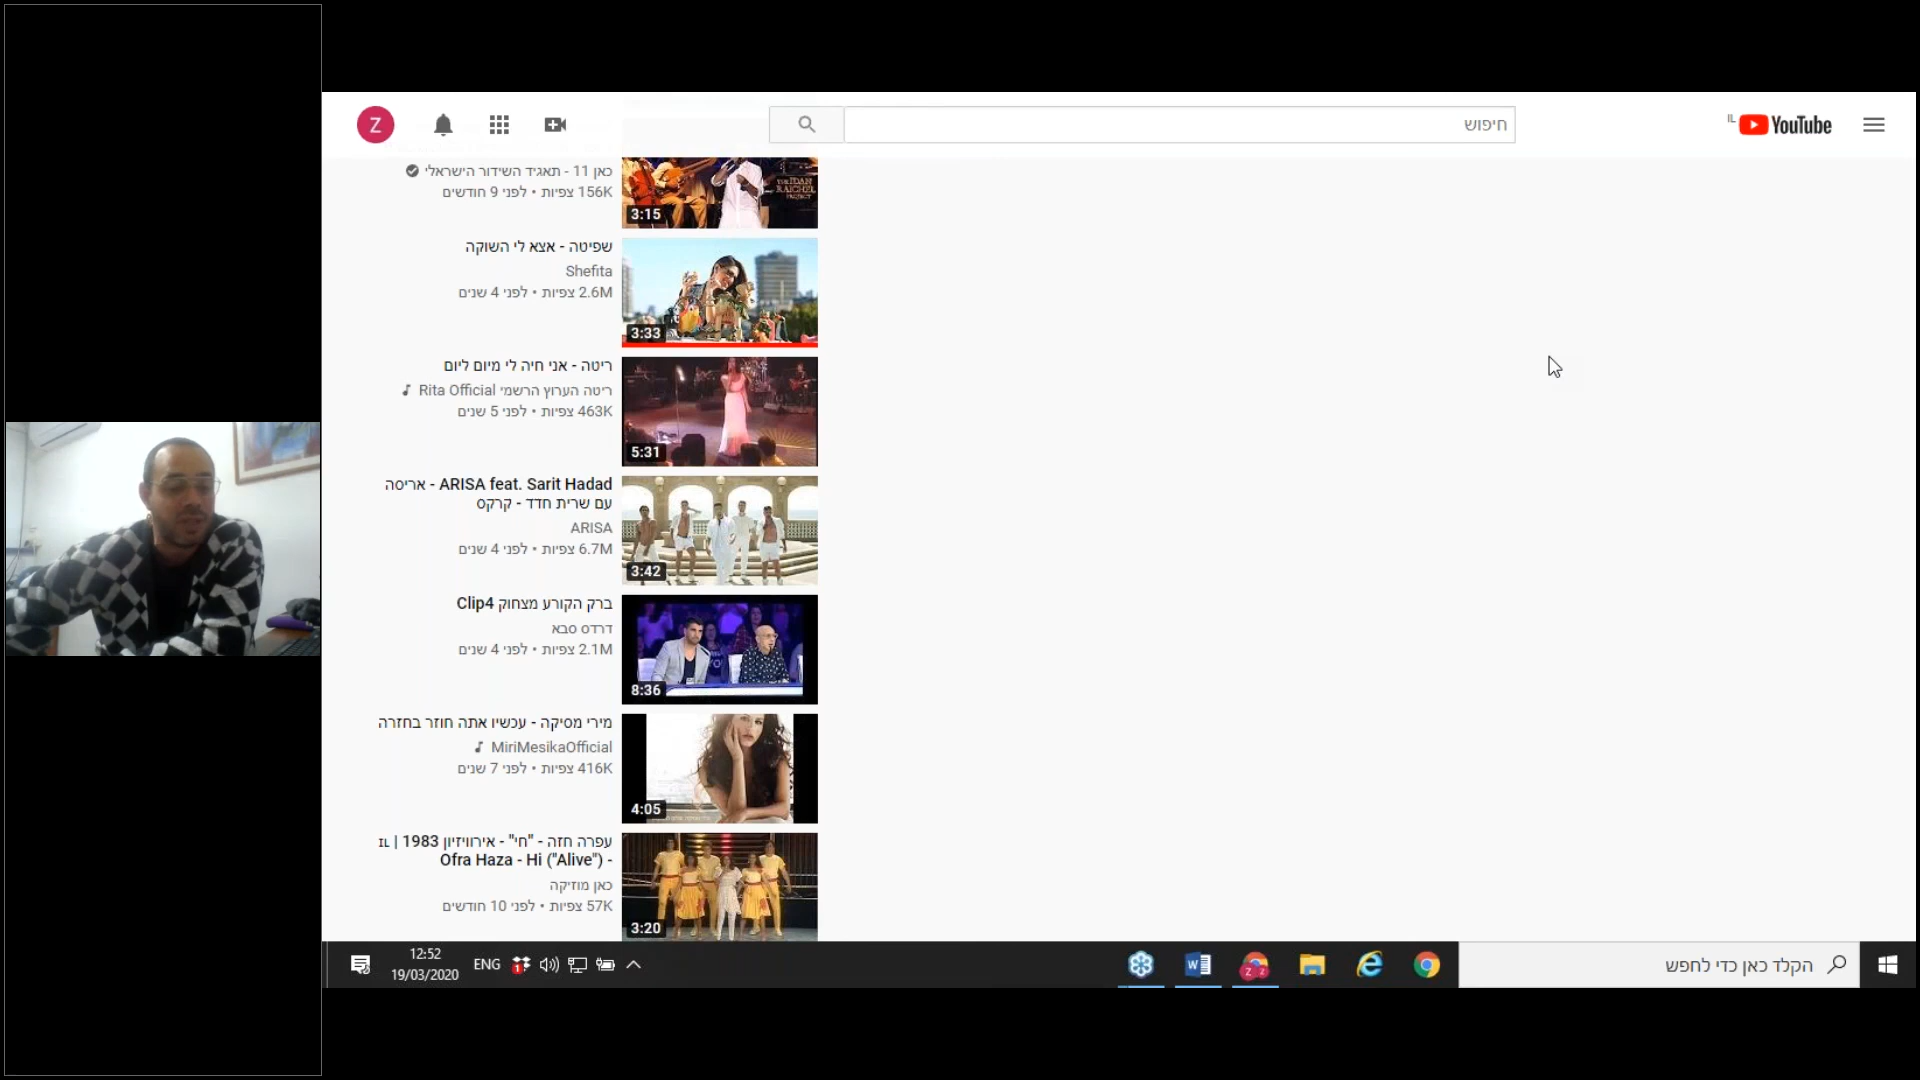 Z
חיפוש
YouTube IL
כאן 11 - תאגיד השידור הישראלי
156K צפיות • לפני 9 חודשים
THE IDAN RAICHEL PROJECT
3:15
שפיטה - אצא לי השוקה
Shefita
2.6M צפיות • לפני 4 שנים
3:33
ריטה - אני חיה לי מיום ליום
ריטה הערוץ הרשמי Rita Official
463K צפיות • לפני 5 שנים
5:31
ARISA feat. Sarit Hadad - אריסה
עם שרית חדד - קרקס
ARISA
6.7M צפיות • לפני 4 שנים
3:42
ברק הקורע מצחוק Clip4
דרדס סבא
2.1M צפיות • לפני 4 שנים
8:36
מירי מסיקה - עכשיו אתה חוזר בחזרה
MiriMesikaOfficial
416K צפיות • לפני 7 שנים
4:05
עפרה חזה - "חי" - אירוויזיון 1983 | IL
Ofra Haza - Hi ("Alive") -
כאן מוזיקה
57K צפיות • לפני 10 חודשים
3:20
12:52
19/03/2020
ENG
הקלד כאן כדי לחפש